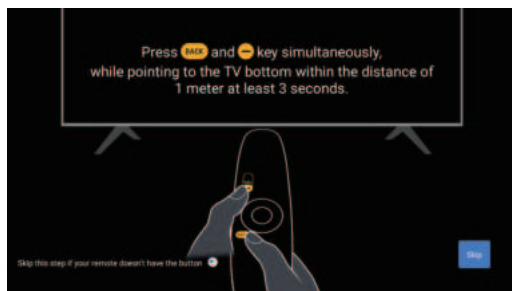 Press BACK and key simultaneously,
while pointing to the TV bottom within the distance of
1 meter at least 3 seconds.
Skip this step if your remote doesn't have the button
Skip